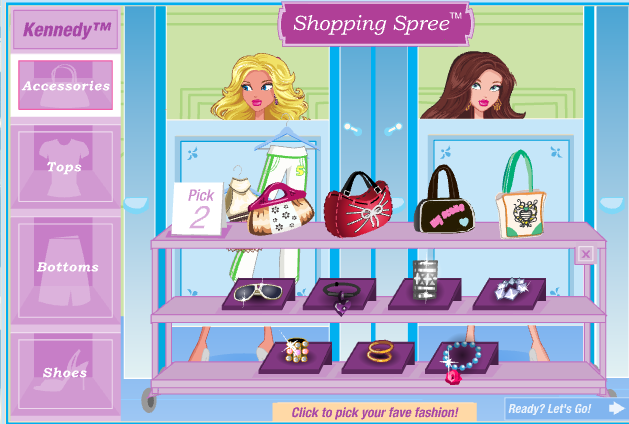 Kennedy™
Shopping Spree™
Accessories
Tops
Bottoms
Shoes
Pick
2
Click to pick your fave fashion!
Ready? Let's Go!